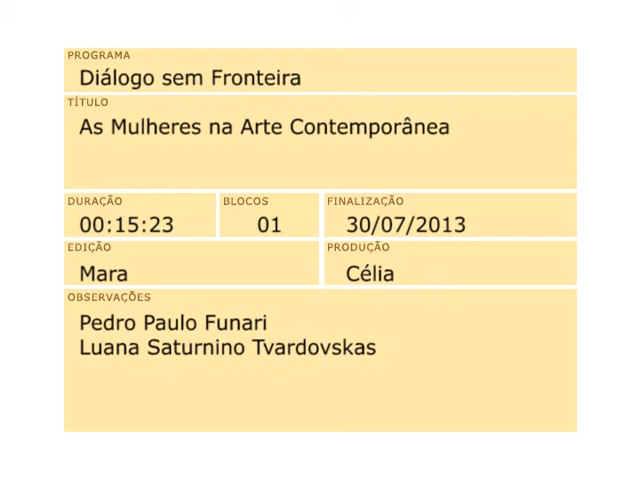 PROGRAMA
Diálogo sem Fronteira
TÍTULO
As Mulheres na Arte Contemporânea
DURAÇÃO BLOCOS FINALIZAÇÃO
00:15:23 01 30/07/2013
EDIÇÃO PRODUÇÃO
Mara Célia
OBSERVAÇÕES
Pedro Paulo Funari
Luana Saturnino Tvardovskas